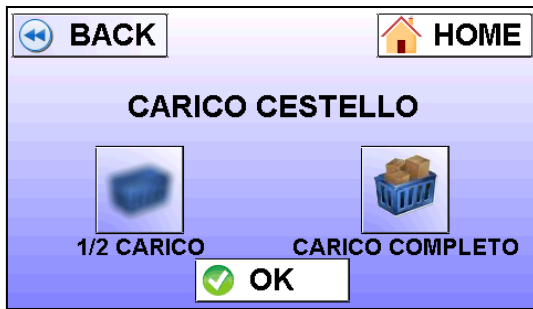 BACK
HOME
CARICO CESTELLO
1/2 CARICO
CARICO COMPLETO
OK